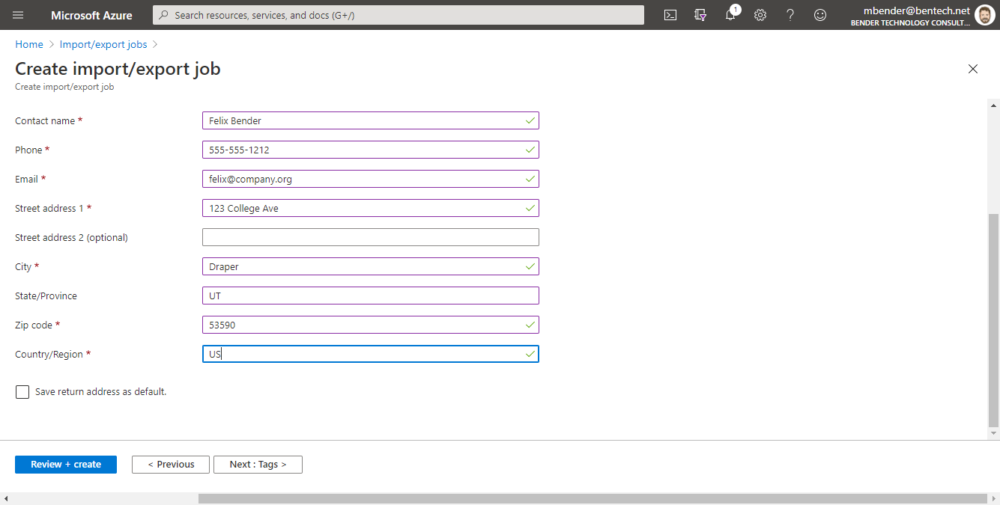 Microsoft Azure
Search resources, services, and docs (G+/)
1
mbender@bentech.net
BENDER TECHNOLOGY CONSULT...
Home > Import/export jobs >
Create import/export job
Create import/export job
Contact name * Felix Bender
Phone * 555-555-1212
Email * felix@company.org
Street address 1 * 123 College Ave
Street address 2 (optional)
City * Draper
State/Province UT
Zip code * 53590
Country/Region * US
Save return address as default.
Review + create
< Previous
Next : Tags >